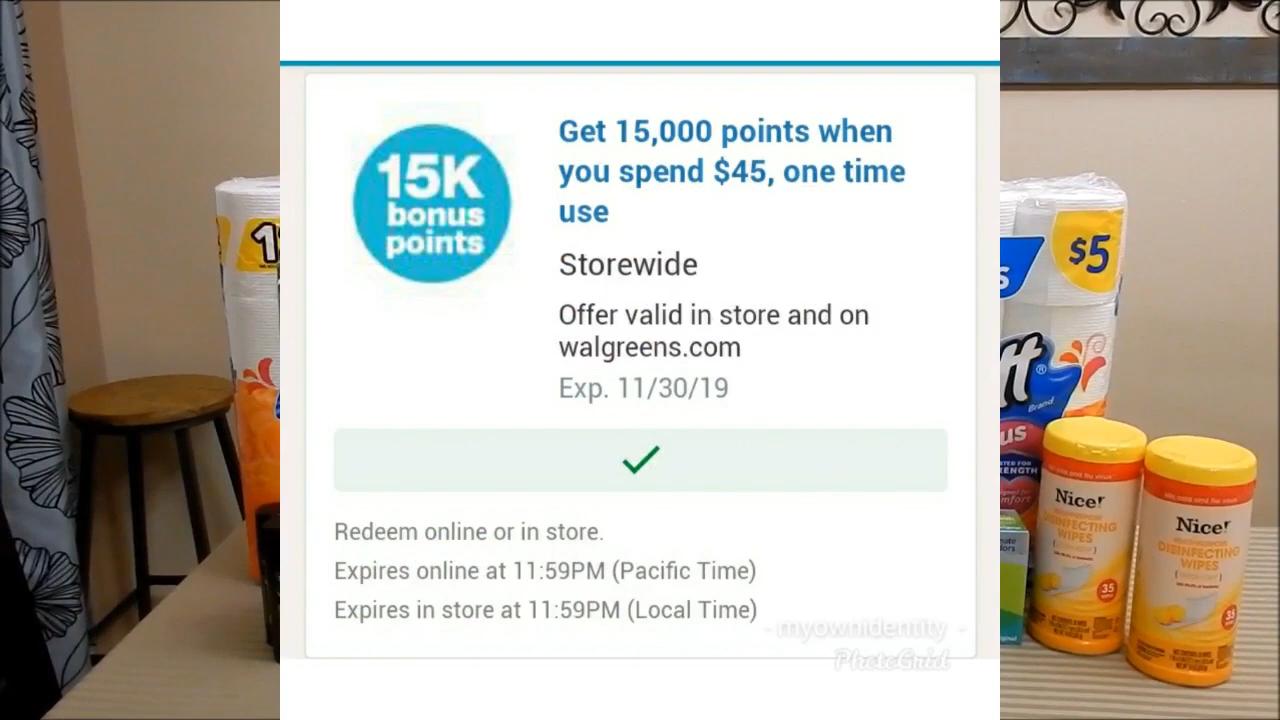 15K
bonus
points
Get 15,000 points when
you spend $45, one time
use
Storewide
Offer valid in store and on
walgreens.com
Exp. 11/30/19
Redeem online or in store.
Expires online at 11:59PM (Pacific Time)
Expires in store at 11:59PM (Local Time)
- myownidentity -
PhotoGrid
$5
Brand
Nice!
DISINFECTING
WIPES
35
Nice!
DISINFECTING
WIPES
35